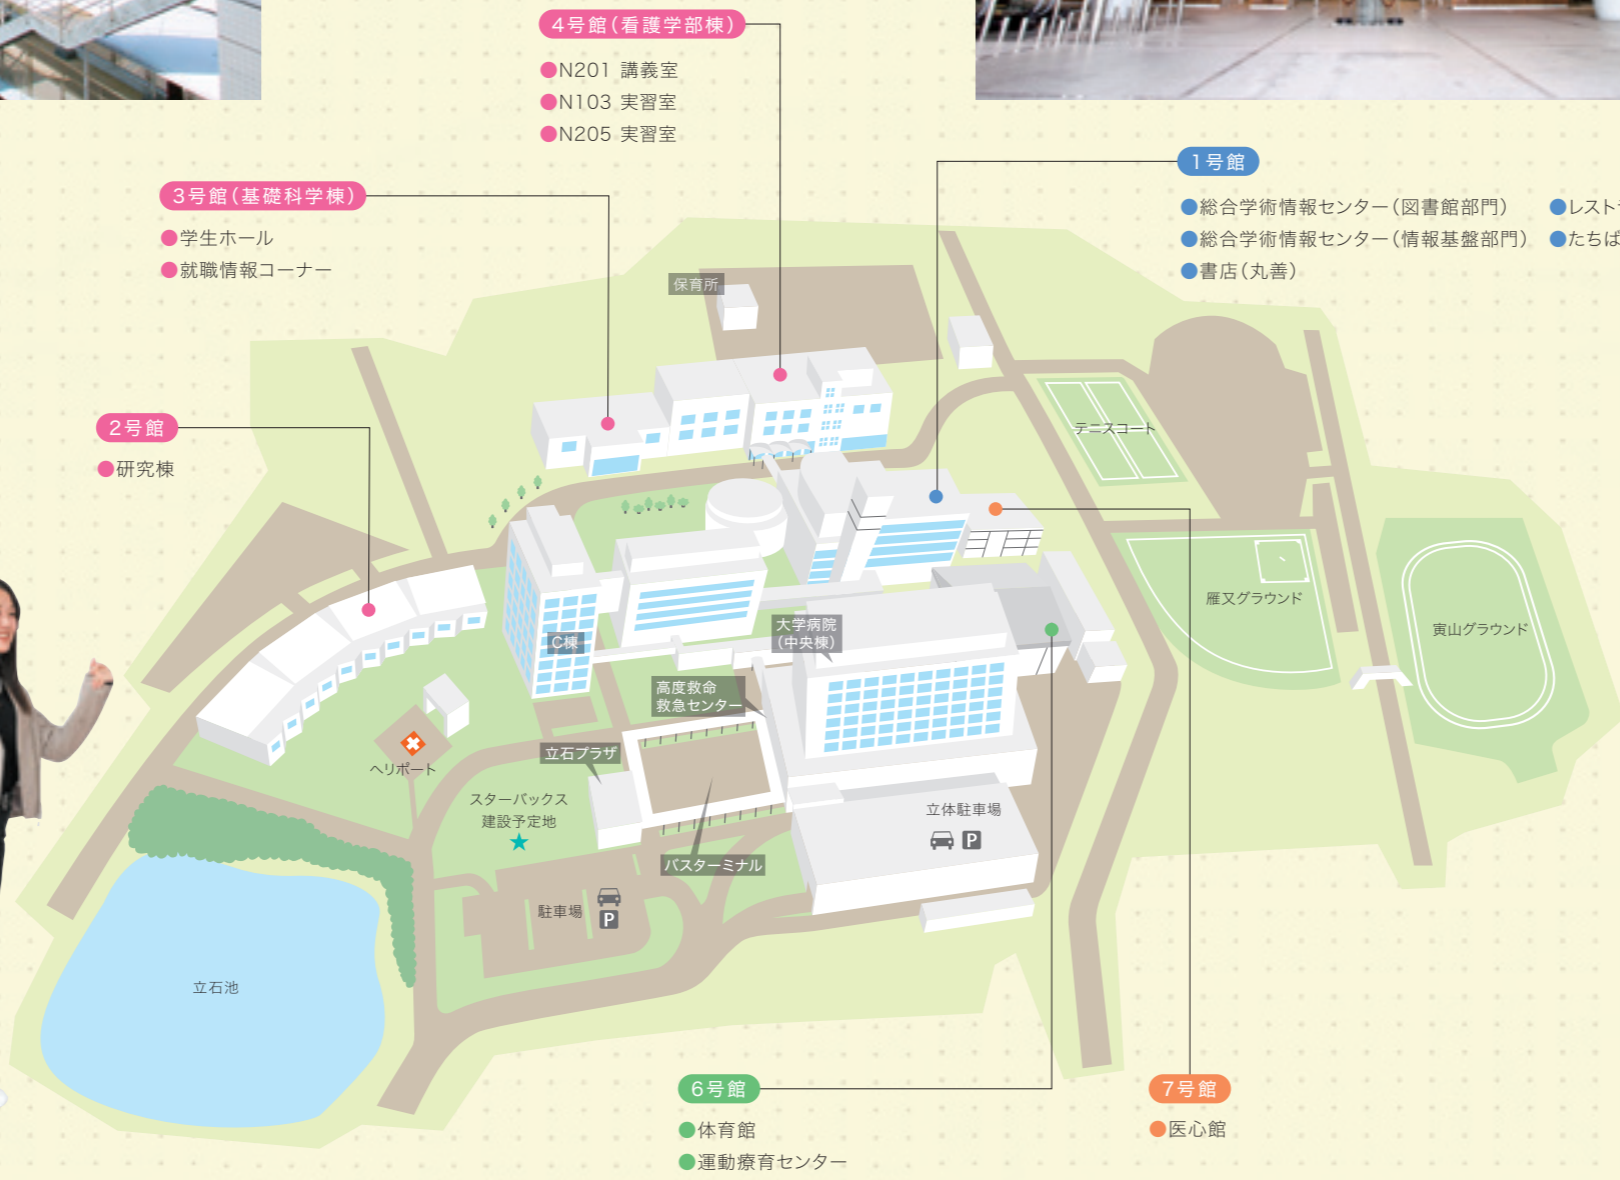 4号館(看護学部棟)
●N201 講義室
●N103 実習室
●N205 実習室
1号館
●総合学術情報センター(図書館部門) ●レスト
●総合学術情報センター(情報基盤部門) ●たちば
●書店(丸善)
3号館(基礎科学棟)
●学生ホール
●就職情報コーナー
保育所
2号館
●研究棟
テニスコート
雁又グラウンド
寅山グラウンド
大学病院
(中央棟)
C棟
高度救命
救急センター
立石プラザ
ヘリポート
スターバックス
建設予定地
立体駐車場
P
バスターミナル
駐車場
P
立石池
6号館
●体育館
●運動療育センター
7号館
●医心館